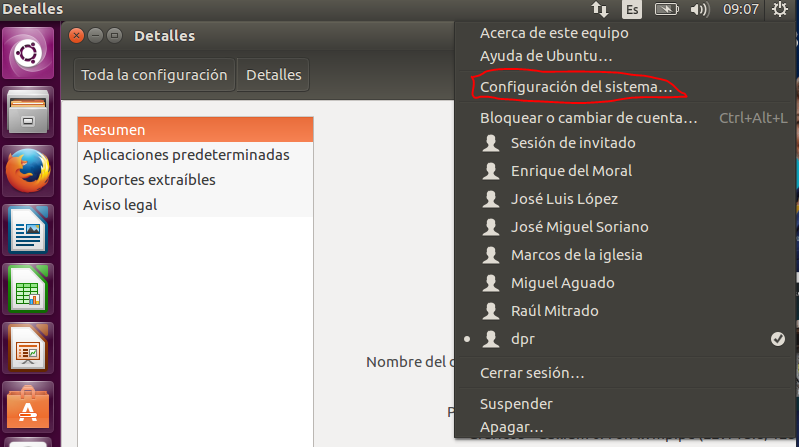 Detalles
Es
09:07
Detalles
Toda la configuración
Detalles
Resumen
Aplicaciones predeterminadas
Soportes extraíbles
Aviso legal
Nombre del
Acerca de este equipo
Ayuda de Ubuntu...
Configuración del sistema...
Bloquear o cambiar de cuenta... Ctrl+Alt+L
Sesión de invitado
Enrique del Moral
José Luis López
José Miguel Soriano
Marcos de la iglesia
Miguel Aguado
Raúl Mitrado
dpr
Cerrar sesión...
Suspender
Apagar...